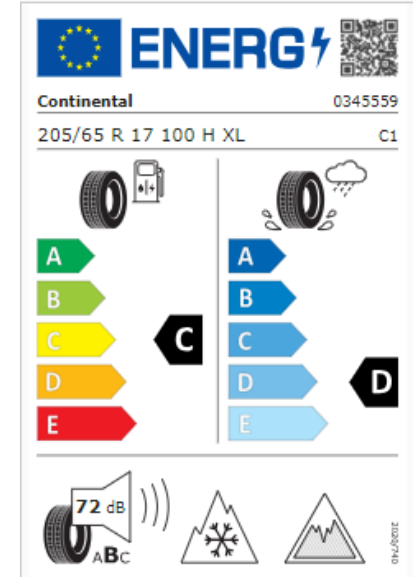 ENERG
Continental 0345559
205/65 R 17 100 H XL C1
A A
B B
C C C
D D D
E E
72 dB
ABC
2020/740